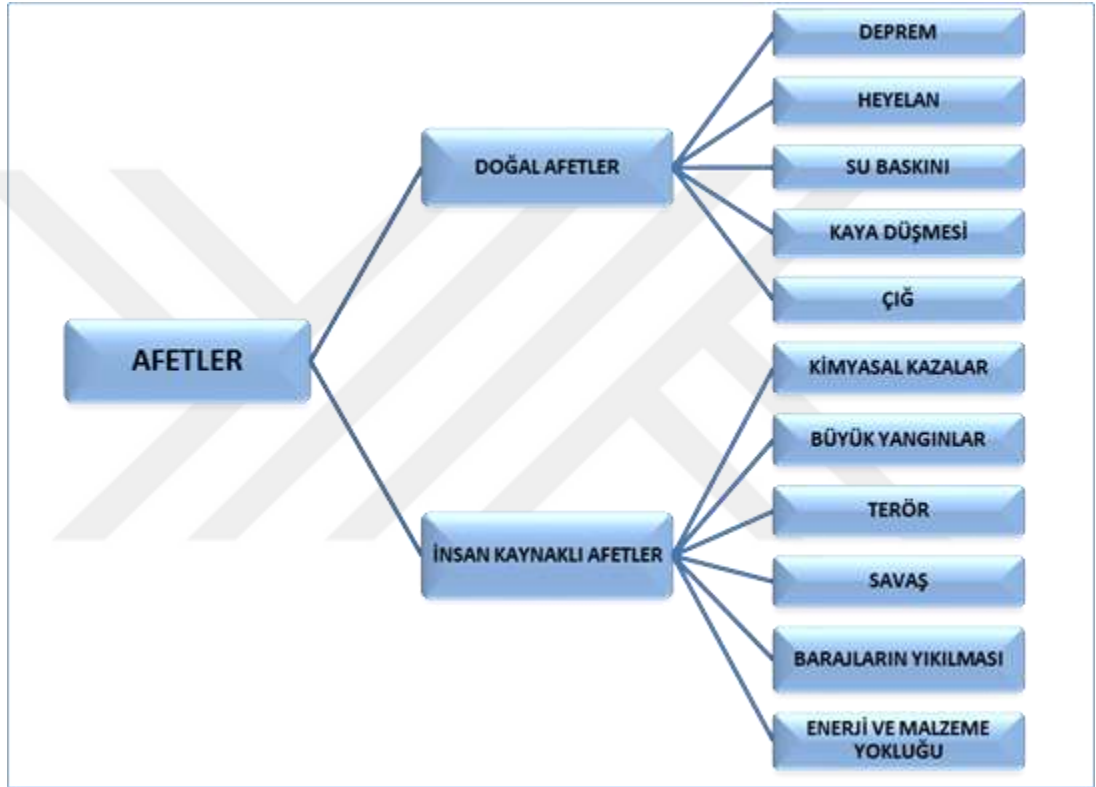 AFETLER
DOĞAL AFETLER
DEPREM
HEYELAN
SU BASKINI
KAYA DÜŞMESİ
ÇIĞ
İNSAN KAYNAKLI AFETLER
KİMYASAL KAZALAR
BÜYÜK YANGINLAR
TERÖR
SAVAŞ
BARAJLARIN YIKILMASI
ENERJİ VE MALZEME
YOKLUĞU